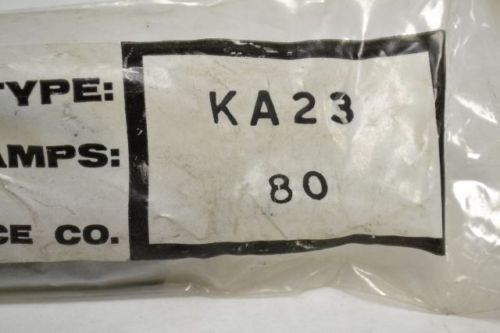 TYPE: KA23
AMPS: 80
CE CO.